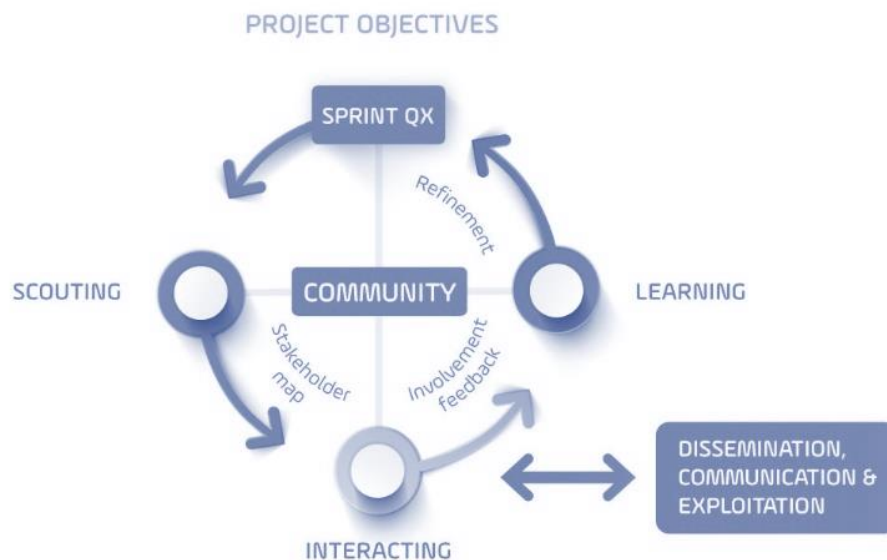 PROJECT OBJECTIVES
SPRINT QX
Refinement
SCOUTING
COMMUNITY
LEARNING
Stakeholder
map
Involvement
feedback
DISSEMINATION,
COMMUNICATION &
EXPLOITATION
INTERACTING